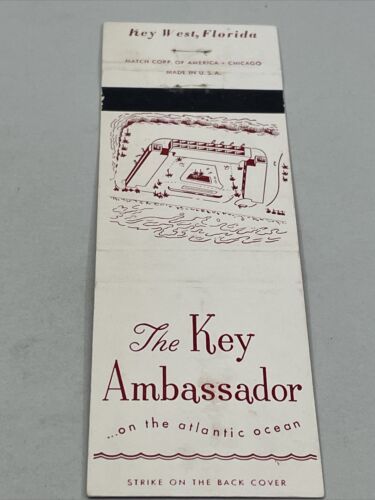 Key West, Florida
MATCH CORP. OF AMERICA • CHICAGO
MADE IN U.S.A.
The Key
Ambassador
...on the atlantic ocean
STRIKE ON THE BACK COVER